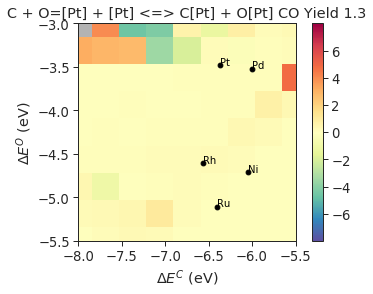 C + O=[Pt] + [Pt] <=> C[Pt] + O[Pt] CO Yield 1.3
−3.0
−3.5
−4.0
−4.5
−5.0
−5.5
ΔE^O (eV)
Pt
Pd
Rh
Ni
Ru
−8.0 −7.5 −7.0 −6.5 −6.0 −5.5
ΔE^C (eV)
6
4
2
0
−2
−4
−6